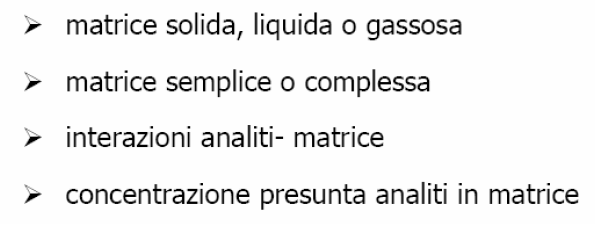 ➢ matrice solida, liquida o gassosa
➢ matrice semplice o complessa
➢ interazioni analiti- matrice
➢ concentrazione presunta analiti in matrice